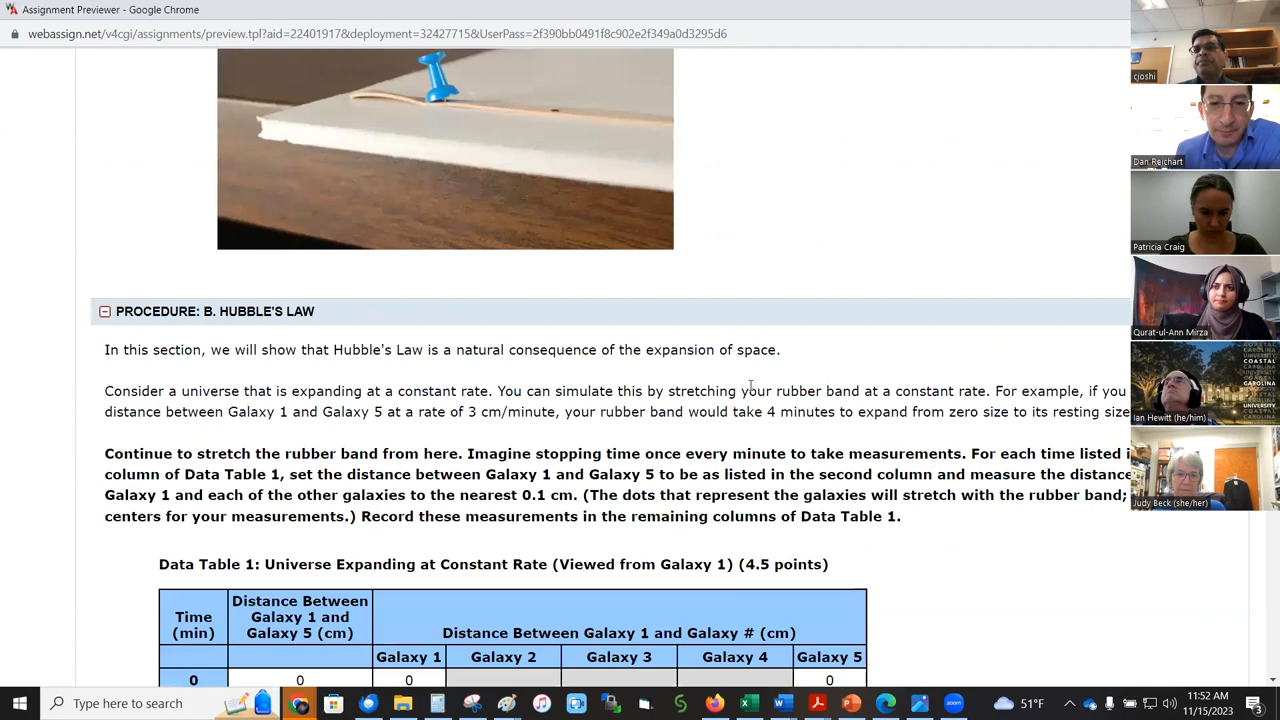 Assignment Previewer - Google Chrome
webassign.net/v4cgi/assignments/preview.tpl?aid=22401917&deployment=32427715&UserPass=2f390bb0491f8c902e2f349a0d3295d6
cjoshi
Dan Reichart
Patricia Craig
Qurat-ul-Ann Mirza
COASTAL
CAROLINA
UNIVERSITY
Ian Hewitt (he/him)
Judy Beck (she/her)
PROCEDURE: B. HUBBLE'S LAW
In this section, we will show that Hubble's Law is a natural consequence of the expansion of space.
Consider a universe that is expanding at a constant rate. You can simulate this by stretching your rubber band at a constant rate. For example, if you
distance between Galaxy 1 and Galaxy 5 at a rate of 3 cm/minute, your rubber band would take 4 minutes to expand from zero size to its resting size
Continue to stretch the rubber band from here. Imagine stopping time once every minute to take measurements. For each time listed i
column of Data Table 1, set the distance between Galaxy 1 and Galaxy 5 to be as listed in the second column and measure the distance
Galaxy 1 and each of the other galaxies to the nearest 0.1 cm. (The dots that represent the galaxies will stretch with the rubber band;
centers for your measurements.) Record these measurements in the remaining columns of Data Table 1.
Data Table 1: Universe Expanding at Constant Rate (Viewed from Galaxy 1) (4.5 points)
Time (min)
Distance Between Galaxy 1 and Galaxy 5 (cm)
Distance Between Galaxy 1 and Galaxy # (cm)
Galaxy 1 Galaxy 2 Galaxy 3 Galaxy 4 Galaxy 5
0 0 0 0
Type here to search
51°F
11:52 AM
11/15/2023
3